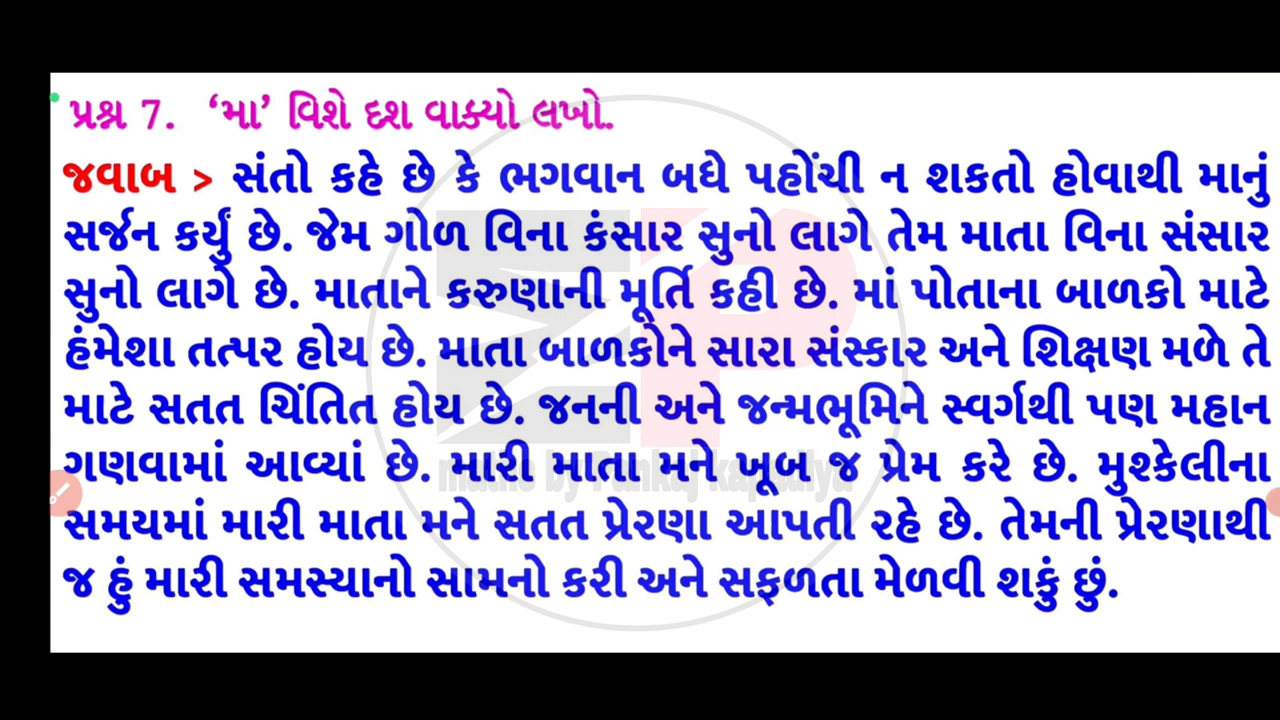 પ્રશ્ન 7. ‘મા’ વિશે દશ વાક્યો લખો.
જવાબ > સંતો કહે છે કે ભગવાન બધે પહોંચી ન શકતો હોવાથી માનું
સર્જન કર્યું છે. જેમ ગોળ વિના કંસાર સુનો લાગે તેમ માતા વિના સંસાર
સુનો લાગે છે. માતાને કરુણાની મૂર્તિ કહી છે. માં પોતાના બાળકો માટે
હંમેશા તત્પર હોય છે. માતા બાળકોને સારા સંસ્કાર અને શિક્ષણ મળે તે
માટે સતત ચિંતિત હોય છે. જનની અને જન્મભૂમિને સ્વર્ગથી પણ મહાન
ગણવામાં આવ્યાં છે. મારી માતા મને ખૂબ જ પ્રેમ કરે છે. મુશ્કેલીના
સમયમાં મારી માતા મને સતત પ્રેરણા આપતી રહે છે. તેમની પ્રેરણાથી
જ હું મારી સમસ્યાનો સામનો કરી અને સફળતા મેળવી શકું છું.